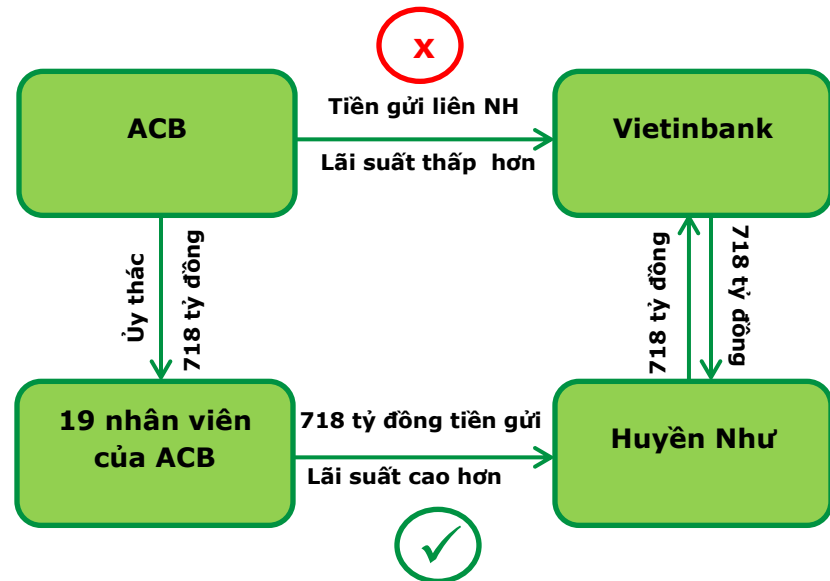 x
ACB
Tiền gửi liên NH
Lãi suất thấp hơn
Vietinbank
Ủy thác
718 tỷ đồng
718 tỷ đồng
718 tỷ đồng
19 nhân viên
của ACB
718 tỷ đồng tiền gửi
Lãi suất cao hơn
Huyền Như